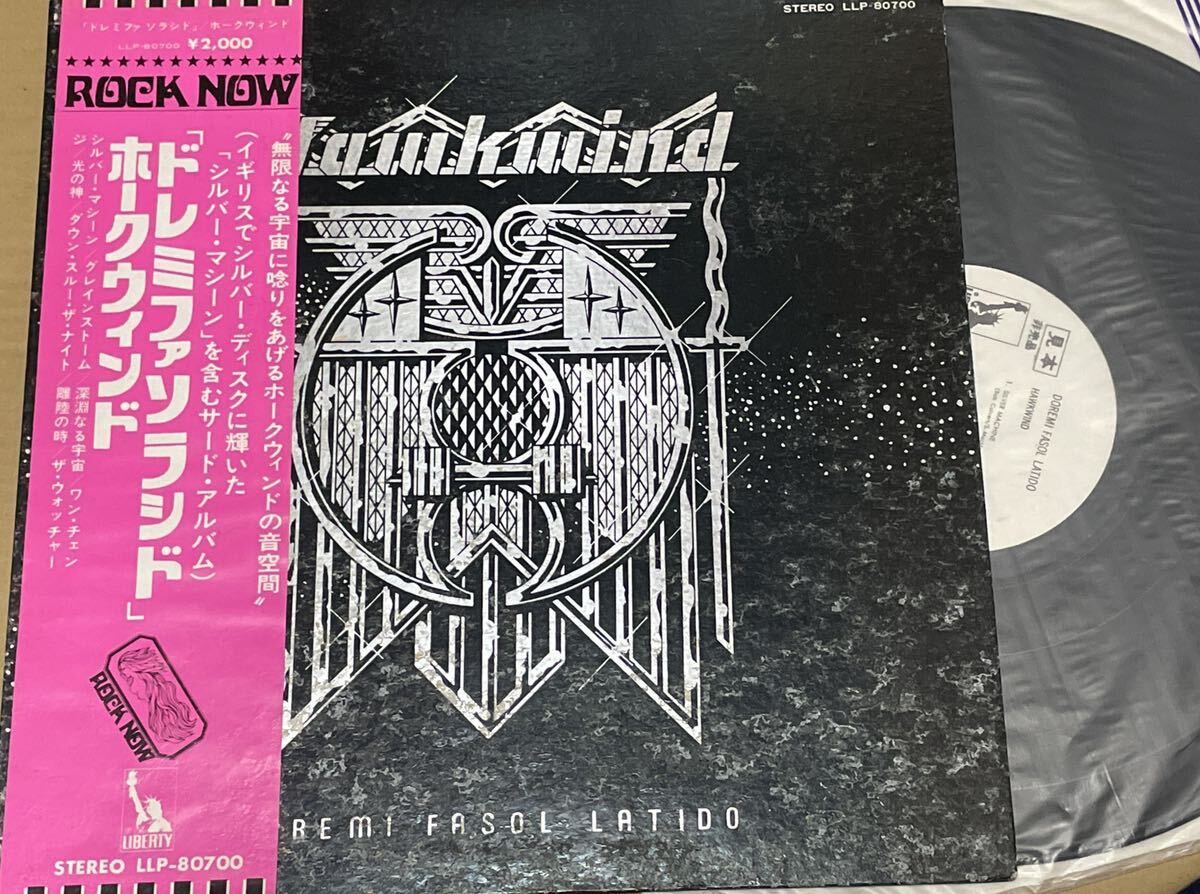 「ドレミファソラシド」/ホークウィンド
LLP-80700 ¥2,000
ROCK NOW
"無限なる宇宙に唸りをあげるホークウィンドの音空間"
(イギリスでシルバー・ディスクに輝いた
「シルバー・マシーン」を含むサード・アルバム)
「ドレミファソラシド」
ホークウィンド
シルバー・マシーン/グレインストーム/深淵なる宇宙/ワン・チェン
ジ/光の神/ダウン・スルー・ザ・ナイト/離陸の時/ザ・ウォッチャー
ROCK NOW
LIBERTY
STEREO LLP-80700
STEREO LLP-80700
Hawkwind
REMI FASOL LATIDO
見本
非売品
DOREMI FASOL LATIDO
HAWKWIND
1. SILVER MACHINE